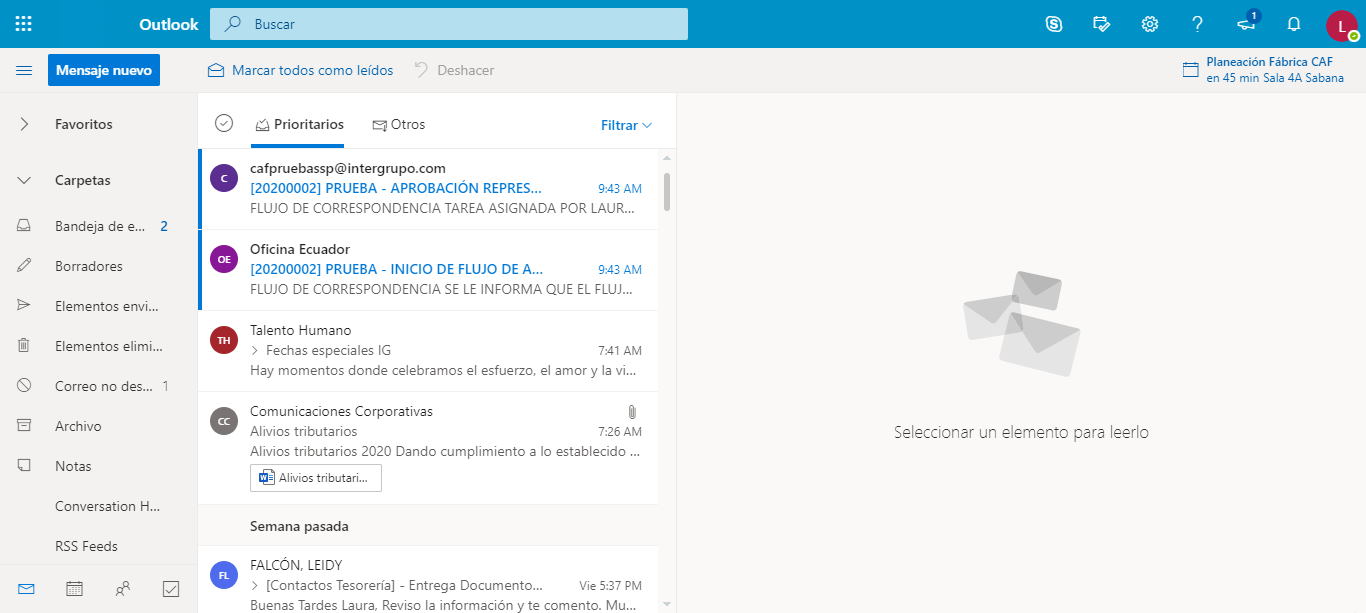 Outlook
Buscar
1
L
Mensaje nuevo
Marcar todos como leídos
Deshacer
Planeación Fábrica CAF
en 45 min Sala 4A Sabana
Favoritos
Carpetas
Bandeja de e... 2
Borradores
Elementos envi...
Elementos elimi...
Correo no des... 1
Archivo
Notas
Conversation H...
RSS Feeds
Prioritarios
Otros
Filtrar
C
cafpruebassp@intergrupo.com
[20200002] PRUEBA - APROBACIÓN REPRES... 9:43 AM
FLUJO DE CORRESPONDENCIA TAREA ASIGNADA POR LAUR...
OE
Oficina Ecuador
[20200002] PRUEBA - INICIO DE FLUJO DE A... 9:43 AM
FLUJO DE CORRESPONDENCIA SE LE INFORMA QUE EL FLUJ...
TH
Talento Humano
Fechas especiales IG 7:41 AM
Hay momentos donde celebramos el esfuerzo, el amor y la vi...
CC
Comunicaciones Corporativas
Alivios tributarios 7:26 AM
Alivios tributarios 2020 Dando cumplimiento a lo establecido ...
Alivios tributari...
Semana pasada
FL
FALCÓN, LEIDY
[Contactos Tesorería] - Entrega Documento... Vie 5:37 PM
Buenas Tardes Laura, Reviso la información y te comento. Mu...
Seleccionar un elemento para leerlo